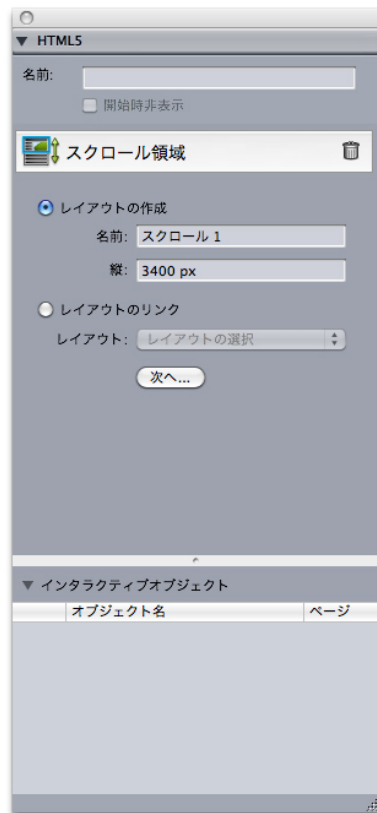 HTML5
名前:
開始時非表示
スクロール領域
レイアウトの作成
名前: スクロール 1
縦: 3400 px
レイアウトのリンク
レイアウト: レイアウトの選択
次へ...
インタラクティブオブジェクト
オブジェクト名 ページ